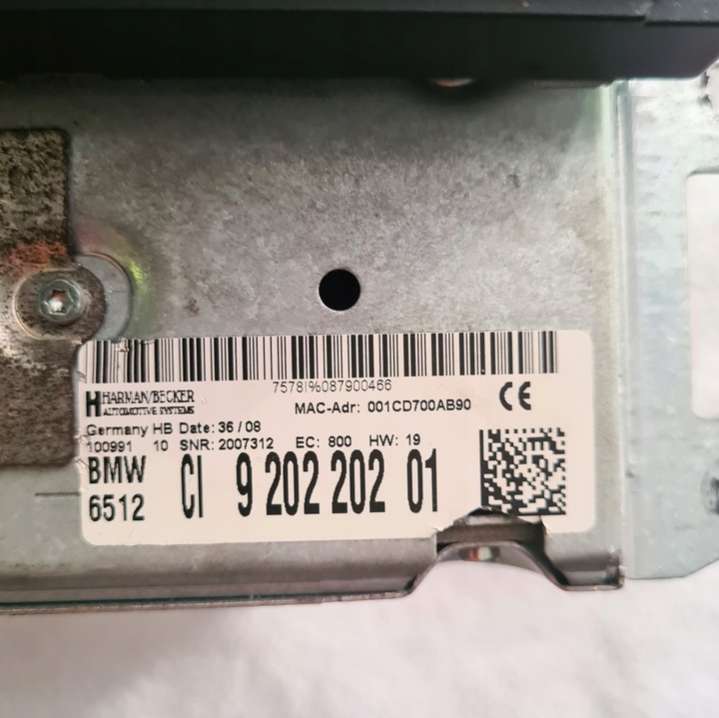 7578I%087900466
HARMAN/BECKER
AUTOMOTIVE SYSTEMS
MAC-Adr: 001CD700AB90
CE
Germany HB Date: 36 / 08
100991 10 SNR: 2007312 EC: 800 HW: 19
BMW
6512
CI 9 202 202 01